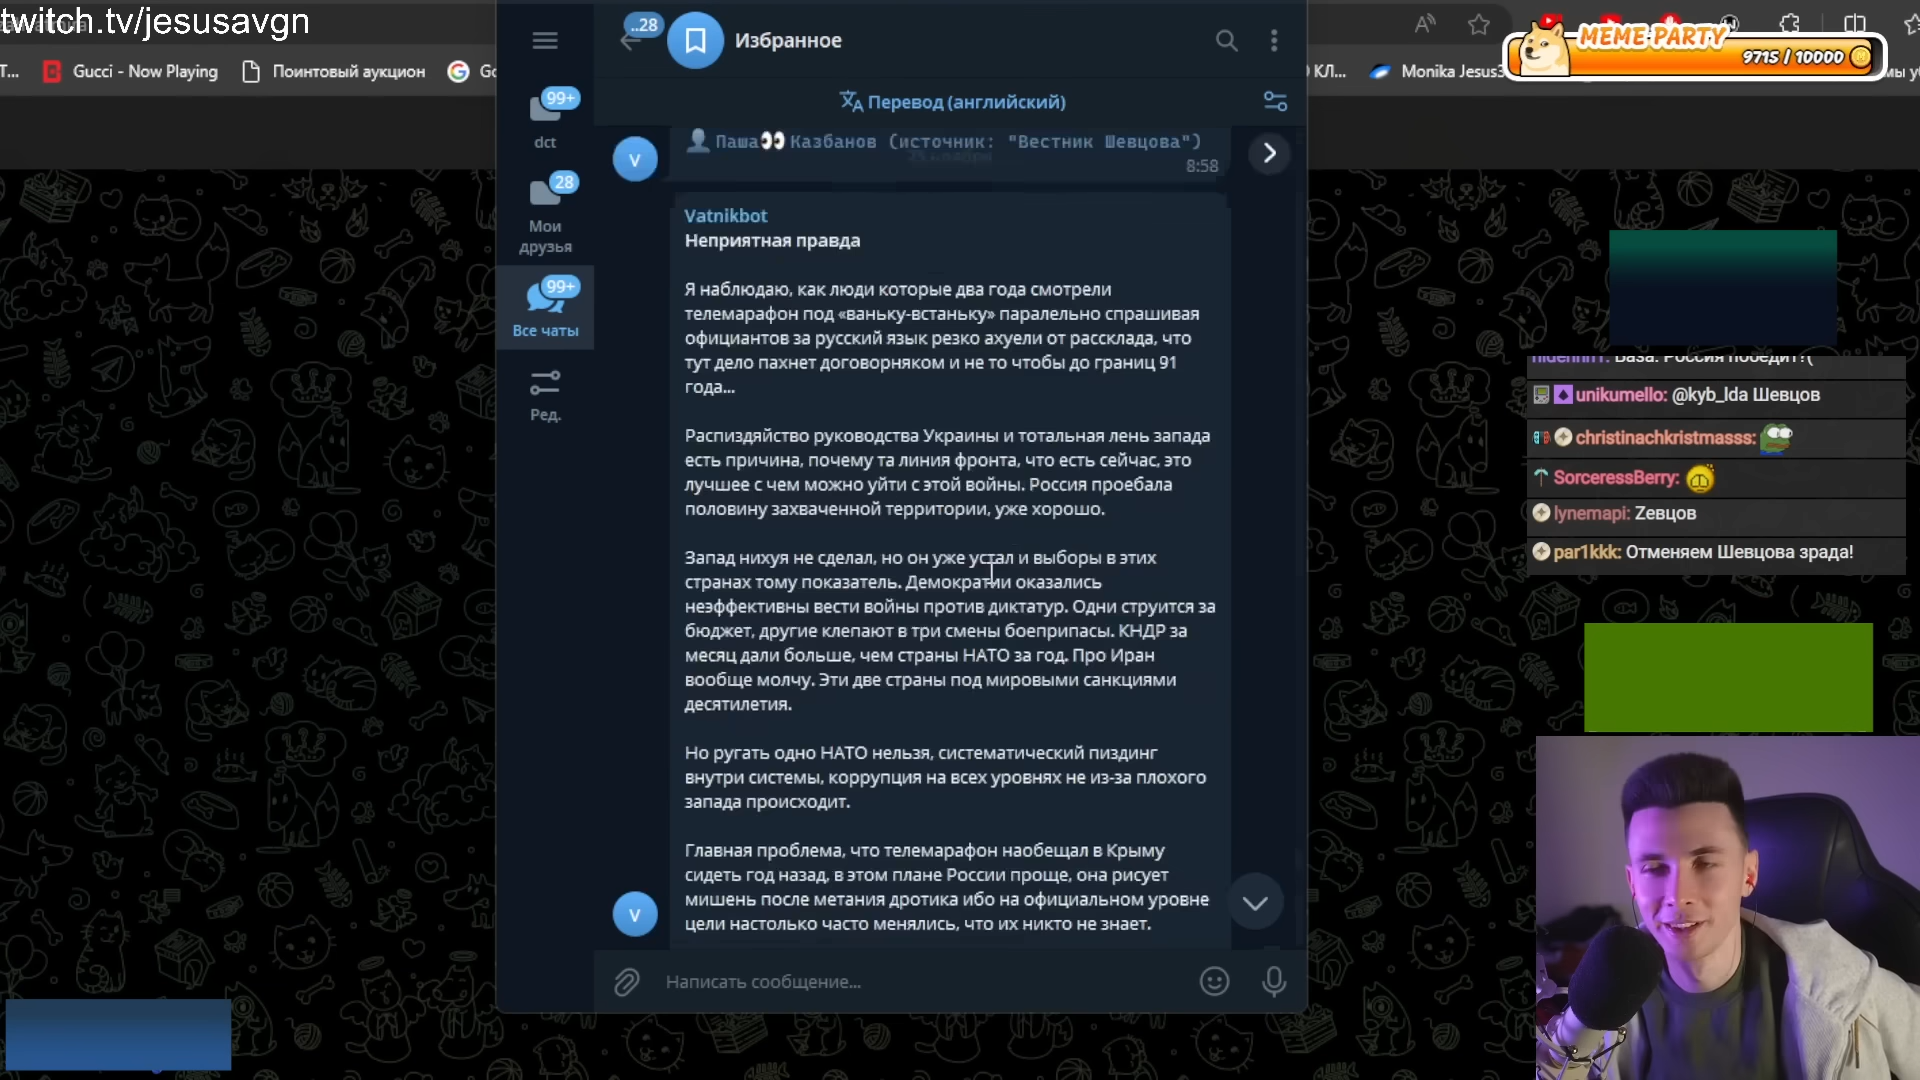 twitch.tv/jesusavgn
Gucci - Now Playing
Поинтовый аукцион
КЛ...
MEME PARTY
9715 / 10000
..28
Избранное
Перевод (английский)
99+
dct
28
Мои
друзья
99+
Все чаты
Ред.
Паша👀Казбанов (источник: "Вестник Шевцова")
8:58
Vatnikbot
Неприятная правда
Я наблюдаю, как люди которые два года смотрели
телемарафон под «ваньку-встаньку» паралельно спрашивая
официантов за русский язык резко ахуели от рассклада, что
тут дело пахнет договорняком и не то чтобы до границ 91
года...
Распиздяйство руководства Украины и тотальная лень запада
есть причина, почему та линия фронта, что есть сейчас, это
лучшее с чем можно уйти с этой войны. Россия проебала
половину захваченной территории, уже хорошо.
Запад нихуя не сделал, но он уже устал и выборы в этих
странах тому показатель. Демократии оказались
неэффективны вести войны против диктатур. Одни струится за
бюджет, другие клепают в три смены боеприпасы. КНДР за
месяц дали больше, чем страны НАТО за год. Про Иран
вообще молчу. Эти две страны под мировыми санкциями
десятилетия.
Но ругать одно НАТО нельзя, систематический пиздинг
внутри системы, коррупция на всех уровнях не из-за плохого
запада происходит.
Главная проблема, что телемарафон наобещал в Крыму
сидеть год назад, в этом плане России проще, она рисует
мишень после метания дротика ибо на официальном уровне
цели настолько часто менялись, что их никто не знает.
V
V
Написать сообщение...
База. Россия победит?(
unikumello: @kyb_lda Шевцов
christinachkristmasss:
SorceressBerry:
lynemapi: Zевцов
par1kkk: Отменяем Шевцова зрада!